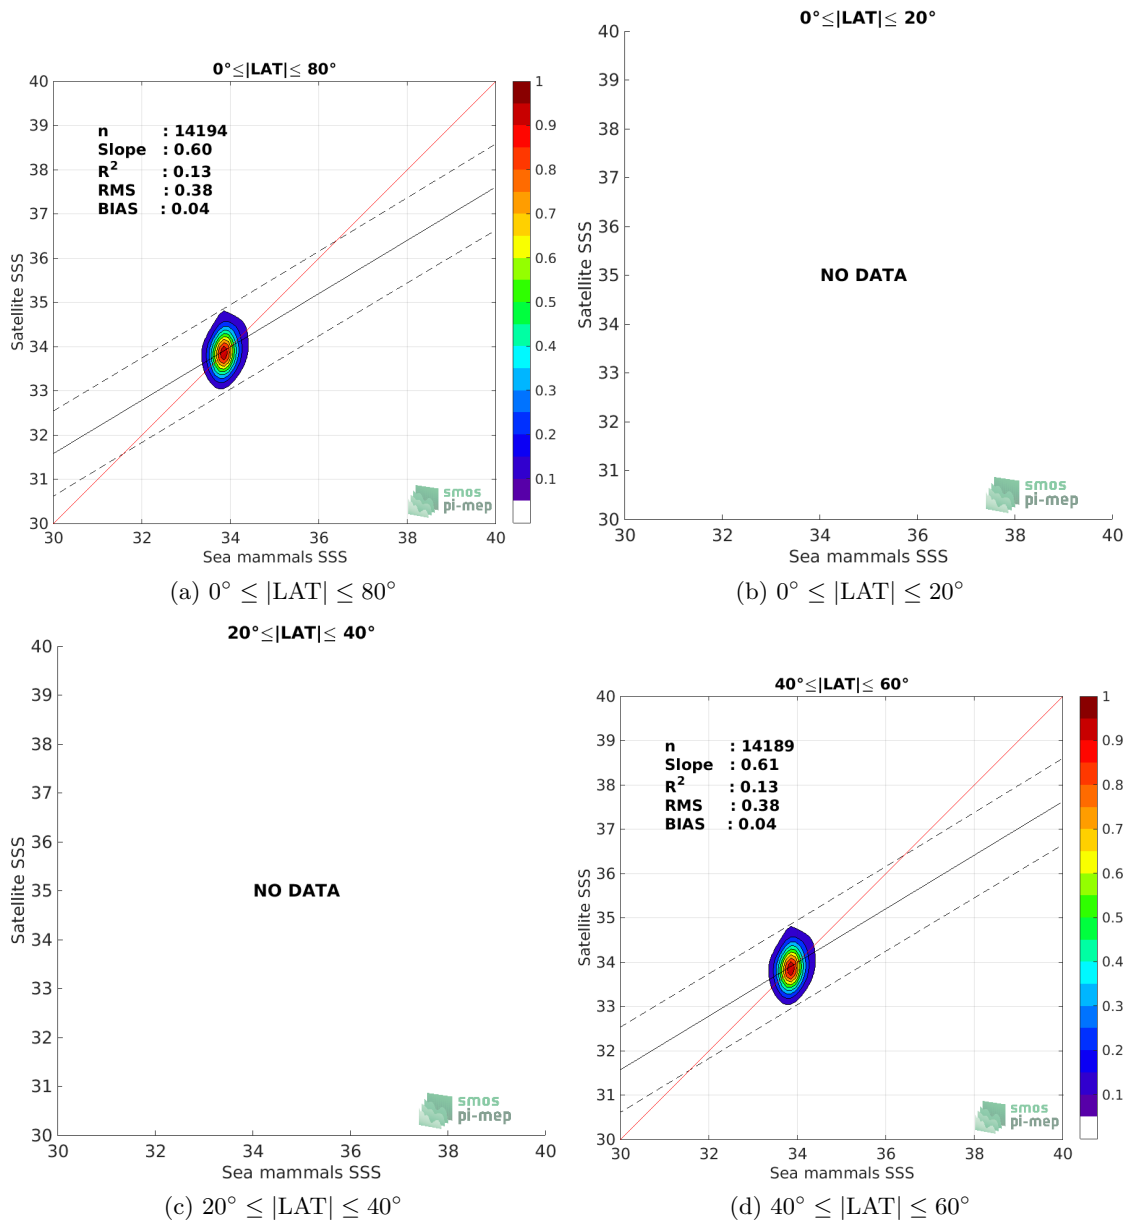 0°≤|LAT|≤ 80°
40
39
38
37
36
35
34
33
32
31
30
30
32
34
36
38
40
Satellite SSS
Sea mammals SSS
n : 14194
Slope : 0.60
R² : 0.13
RMS : 0.38
BIAS : 0.04
1
0.9
0.8
0.7
0.6
0.5
0.4
0.3
0.2
0.1
smos
pi-mep
(a) 0° ≤ |LAT| ≤ 80°
0°≤|LAT|≤ 20°
40
39
38
37
36
35
34
33
32
31
30
30
32
34
36
38
40
Satellite SSS
Sea mammals SSS
NO DATA
smos
pi-mep
(b) 0° ≤ |LAT| ≤ 20°
20°≤|LAT|≤ 40°
40
39
38
37
36
35
34
33
32
31
30
30
32
34
36
38
40
Satellite SSS
Sea mammals SSS
NO DATA
smos
pi-mep
(c) 20° ≤ |LAT| ≤ 40°
40°≤|LAT|≤ 60°
40
39
38
37
36
35
34
33
32
31
30
30
32
34
36
38
40
Satellite SSS
Sea mammals SSS
n : 14189
Slope : 0.61
R² : 0.13
RMS : 0.38
BIAS : 0.04
1
0.9
0.8
0.7
0.6
0.5
0.4
0.3
0.2
0.1
smos
pi-mep
(d) 40° ≤ |LAT| ≤ 60°